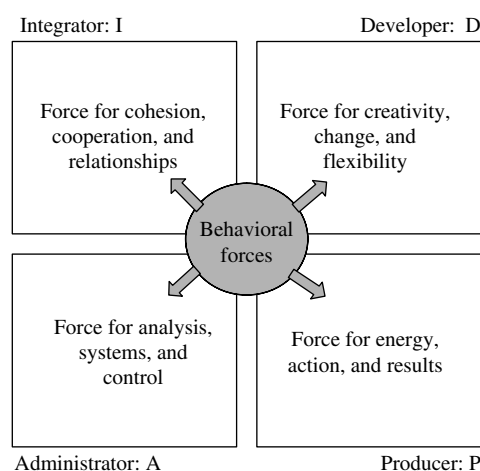 Integrator: I
Developer: D
Force for cohesion,
cooperation, and
relationships
Force for creativity,
change, and
flexibility
Behavioral
forces
Force for analysis,
systems, and
control
Force for energy,
action, and results
Administrator: A
Producer: P